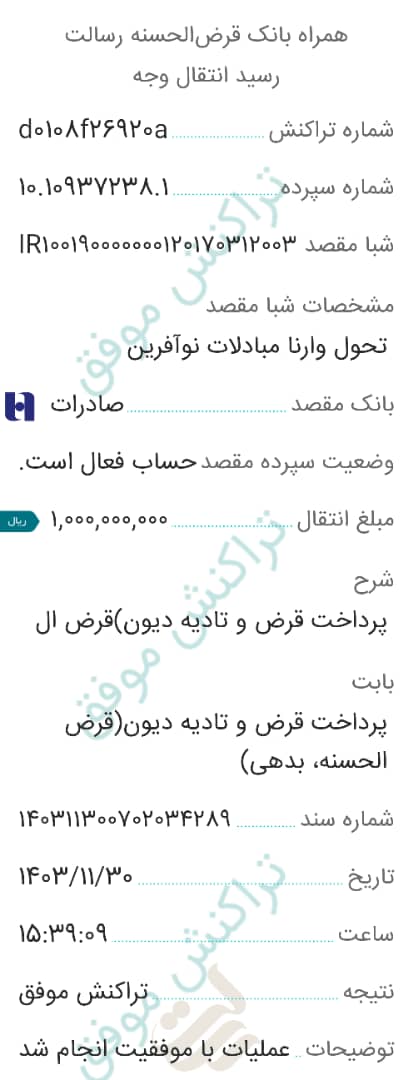 همراه بانک قرض‌الحسنه رسالت
رسید انتقال وجه
شماره تراکنش d۰۱۰۸f۲۶۹۲۰a
شماره سپرده ۱۰.۱۰۹۳۷۲۳۸.۱
شبا مقصد IR۱۰۰۱۹۰۰۰۰۰۰۰۱۲۰۱۷۰۳۱۲۰۰۳
مشخصات شبا مقصد
تحول وارنا مبادلات نوآفرین
بانک مقصد صادرات
وضعیت سپرده مقصد حساب فعال است.
مبلغ انتقال ۱,۰۰۰,۰۰۰,۰۰۰ ریال
شرح
پرداخت قرض و تادیه دیون)قرض ال
بابت
پرداخت قرض و تادیه دیون(قرض
الحسنه، بدهی)
شماره سند ۱۴۰۳۱۱۳۰۰۷۰۲۰۳۴۲۸۹
تاریخ ۱۴۰۳/۱۱/۳۰
ساعت ۱۵:۳۹:۰۹
نتیجه تراکنش موفق
توضیحات عملیات با موفقیت انجام شد
تراکنش موفق
تراکنش موفق
تراکنش موفق